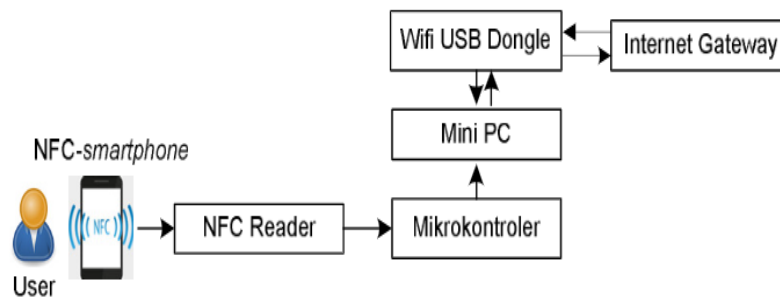 Wifi USB Dongle
Internet Gateway
Mini PC
NFC-smartphone
NFC
NFC Reader
Mikrokontroler
User